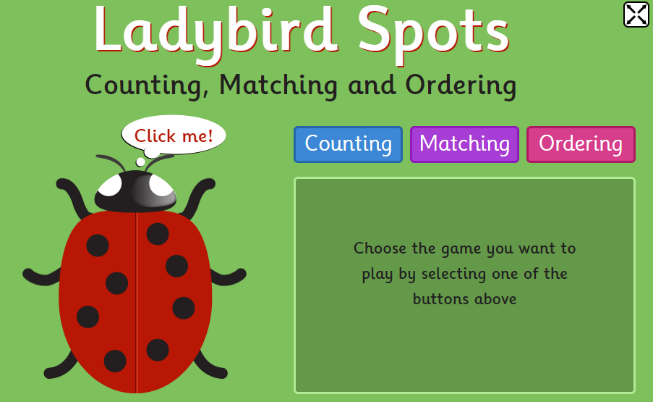 Ladybird Spots
Counting, Matching and Ordering
Click me!
Counting
Matching
Ordering
Choose the game you want to
play by selecting one of the
buttons above